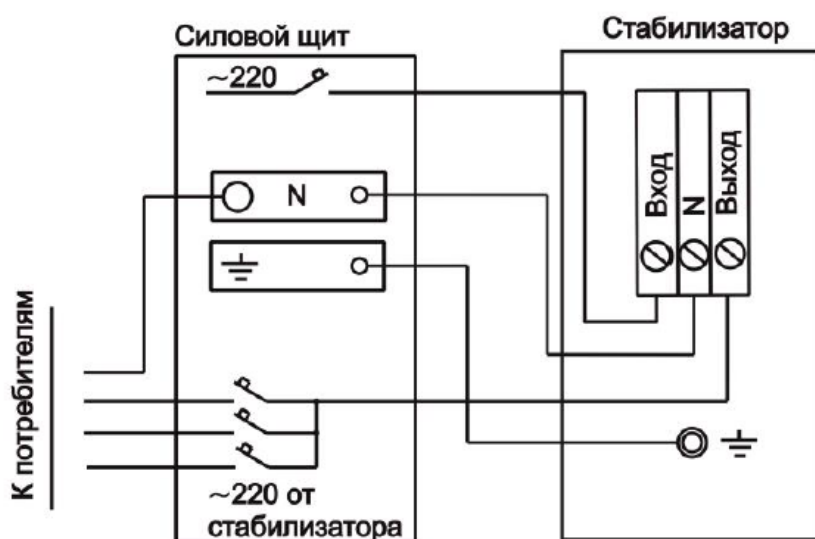 Силовой щит
Стабилизатор
~220
Вход
N
Выход
N
К потребителям
~220 от
стабилизатора